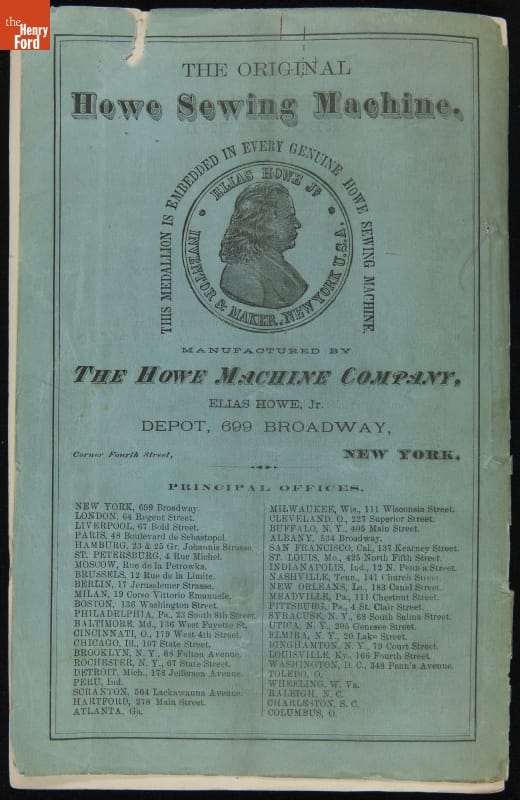 the
Henry
Ford
THE ORIGINAL
Howe Sewing Machine.
THIS MEDALLION IS EMBEDDED IN EVERY GENUINE HOWE SEWING MACHINE.
ELIAS HOWE Jr.
INVENTOR & MAKER. NEW YORK U.S.A.
MANUFACTURED BY
THE HOWE MACHINE COMPANY.
ELIAS HOWE, Jr.
DEPOT, 699 BROADWAY,
Corner Fourth Street, NEW YORK.
PRINCIPAL OFFICES.
NEW YORK, 699 Broadway.
LONDON, 64 Regent Street.
LIVERPOOL, 67 Bold Street.
PARIS, 48 Boulevard de Sebastopol.
HAMBURG, 23 & 25 Gr. Johannis Strasse.
ST. PETERSBURG, 4 Rue Michel.
MOSCOW, Rue de la Petrowka.
BRUSSELS, 12 Rue de la Limite.
BERLIN, 17 Jerusalemer Strasse.
MILAN, 19 Corso Vittorio Emanuele.
BOSTON, 136 Washington Street.
PHILADELPHIA, Pa., 23 South 8th Street.
BALTIMORE, Md., 136 West Fayette St.
CINCINNATI, O., 179 West 4th Street.
CHICAGO, Ill., 107 State Street.
BROOKLYN, N. Y., 88 Fulton Avenue.
ROCHESTER, N. Y., 67 State Street.
DETROIT, Mich., 178 Jefferson Avenue.
PERU, Ind.
SCRANTON, 504 Lackawanna Avenue.
HARTFORD, 278 Main Street.
ATLANTA, Ga.
MILWAUKEE, Wis., 111 Wisconsin Street.
CLEVELAND, O., 227 Superior Street.
BUFFALO, N. Y., 405 Main Street.
ALBANY, 534 Broadway.
SAN FRANCISCO, Cal., 137 Kearney Street.
ST. LOUIS, Mo., 425 North Fifth Street.
INDIANAPOLIS, Ind., 12 N. Penn'a Street.
NASHVILLE, Tenn., 141 Church Street.
NEW ORLEANS, La., 183 Canal Street.
MEADVILLE, Pa., 111 Chestnut Street.
PITTSBURG, Pa., 4 St. Clair Street.
SYRACUSE, N. Y., 68 South Salina Street.
UTICA, N. Y., 205 Genesee Street.
ELMIRA, N. Y., 20 Lake Street.
BINGHAMTON, N. Y., 79 Court Street.
LOUISVILLE, Ky., 166 Fourth Street.
WASHINGTON, D. C., 348 Penn'a Avenue.
TOLEDO, O.
WHEELING, W. Va.
RALEIGH, N. C.
CHARLESTON, S. C.
COLUMBUS, O.